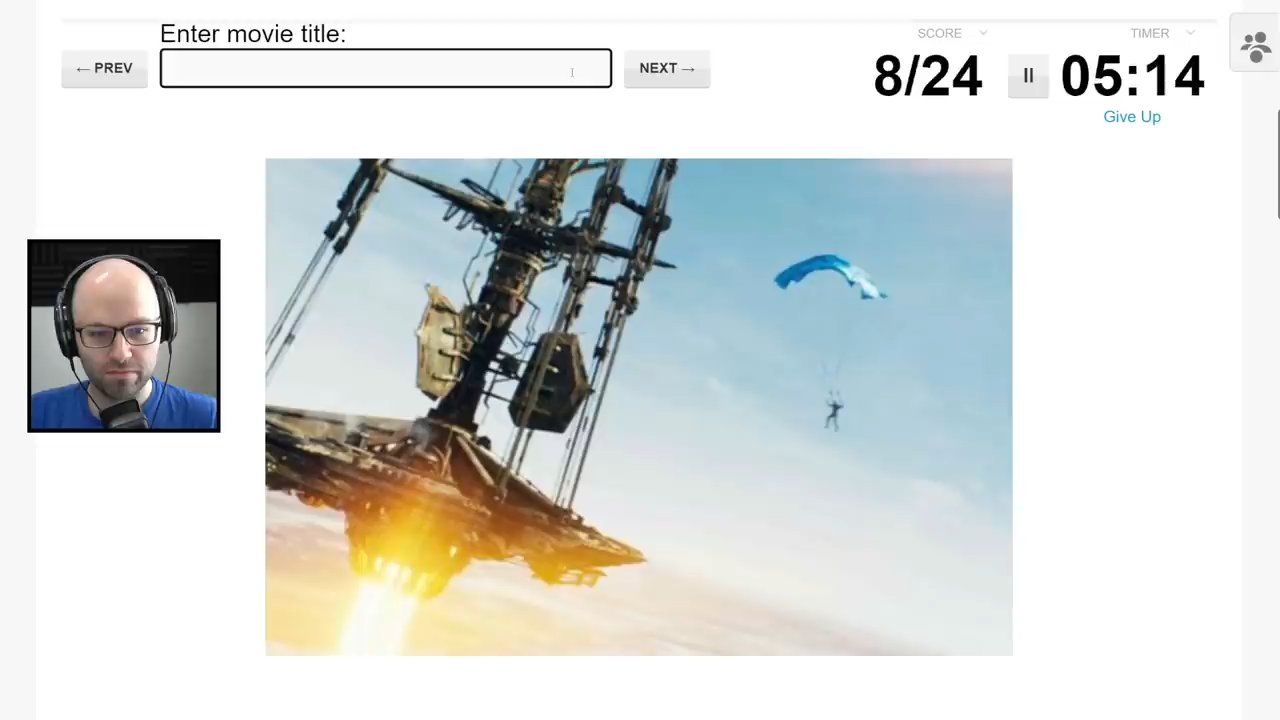 Enter movie title:
← PREV
NEXT →
SCORE
8/24
TIMER
05:14
Give Up